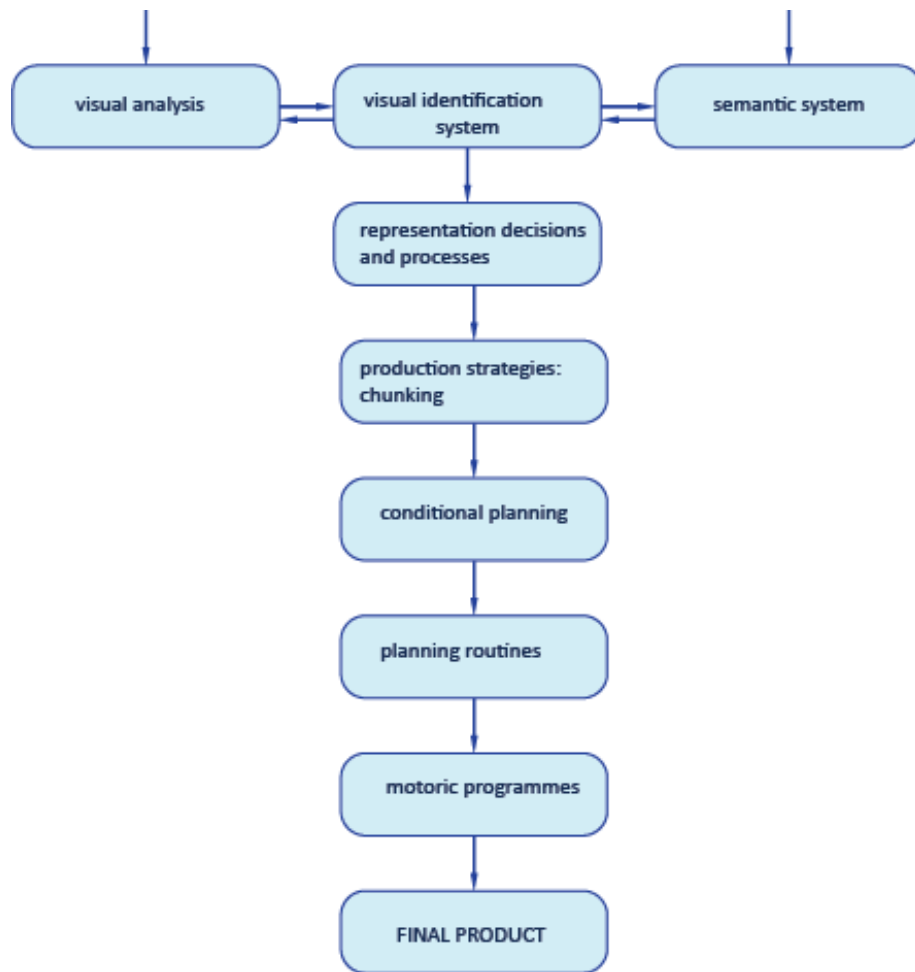 visual analysis
visual identification
system
semantic system
representation decisions
and processes
production strategies:
chunking
conditional planning
planning routines
motoric programmes
FINAL PRODUCT